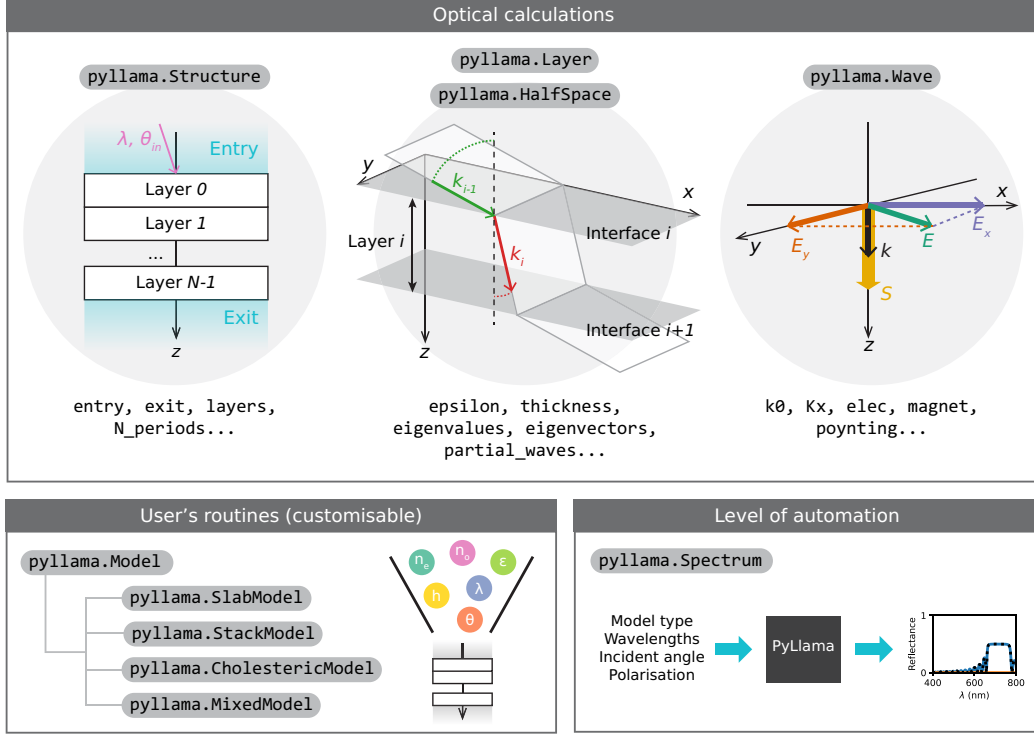 Optical calculations
pyllama.Structure
λ, θin
Entry
Layer 0
Layer 1
...
Layer N-1
Exit
z
entry, exit, layers,
N_periods...
pyllama.Layer
pyllama.HalfSpace
y
ki-1
x
Layer i
Interface i
ki
Interface i+1
z
epsilon, thickness,
eigenvalues, eigenvectors,
partial_waves...
pyllama.Wave
x
y
Ey
k
E
Ex
S
z
k0, Kx, elec, magnet,
poynting...
User's routines (customisable)
pyllama.Model
pyllama.SlabModel
pyllama.StackModel
pyllama.CholestericModel
pyllama.MixedModel
ne
no
ε
h
λ
θ
Level of automation
pyllama.Spectrum
Model type
Wavelengths
Incident angle
Polarisation
PyLlama
Reflectance
1
0
400
600
800
λ (nm)